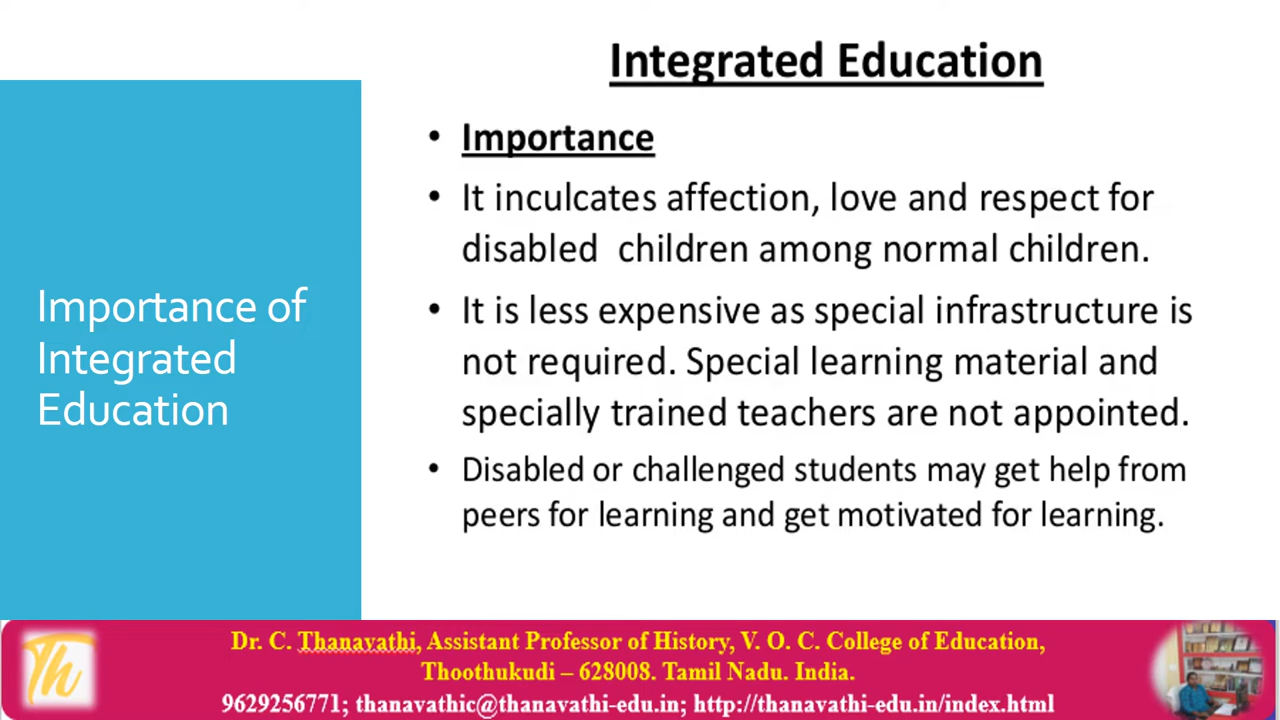 Integrated Education
• Importance
• It inculcates affection, love and respect for
disabled children among normal children.
• It is less expensive as special infrastructure is
not required. Special learning material and
specially trained teachers are not appointed.
• Disabled or challenged students may get help from
peers for learning and get motivated for learning.
Importance of
Integrated
Education
Th
Dr. C. Thanavathi, Assistant Professor of History, V. O. C. College of Education,
Thoothukudi – 628008. Tamil Nadu. India.
9629256771; thanavathic@thanavathi-edu.in; http://thanavathi-edu.in/index.html